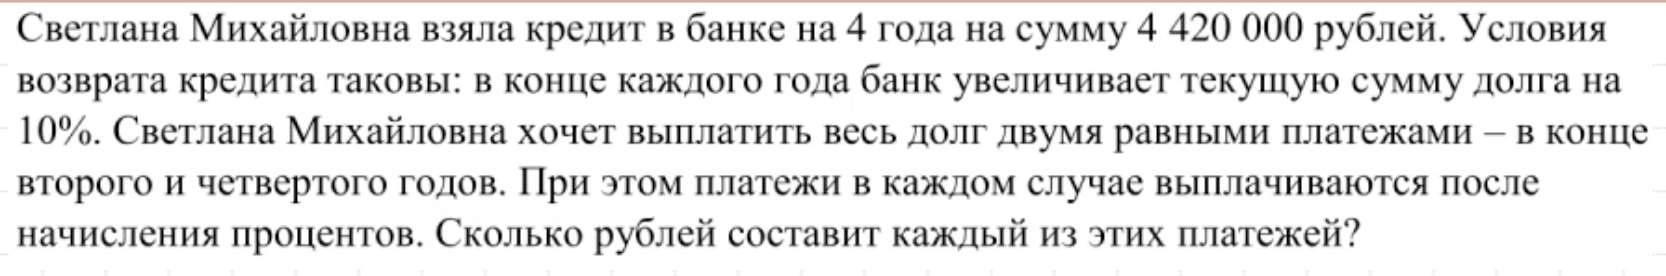 Светлана Михайловна взяла кредит в банке на 4 года на сумму 4 420 000 рублей. Условия
возврата кредита таковы: в конце каждого года банк увеличивает текущую сумму долга на
10%. Светлана Михайловна хочет выплатить весь долг двумя равными платежами – в конце
второго и четвертого годов. При этом платежи в каждом случае выплачиваются после
начисления процентов. Сколько рублей составит каждый из этих платежей?